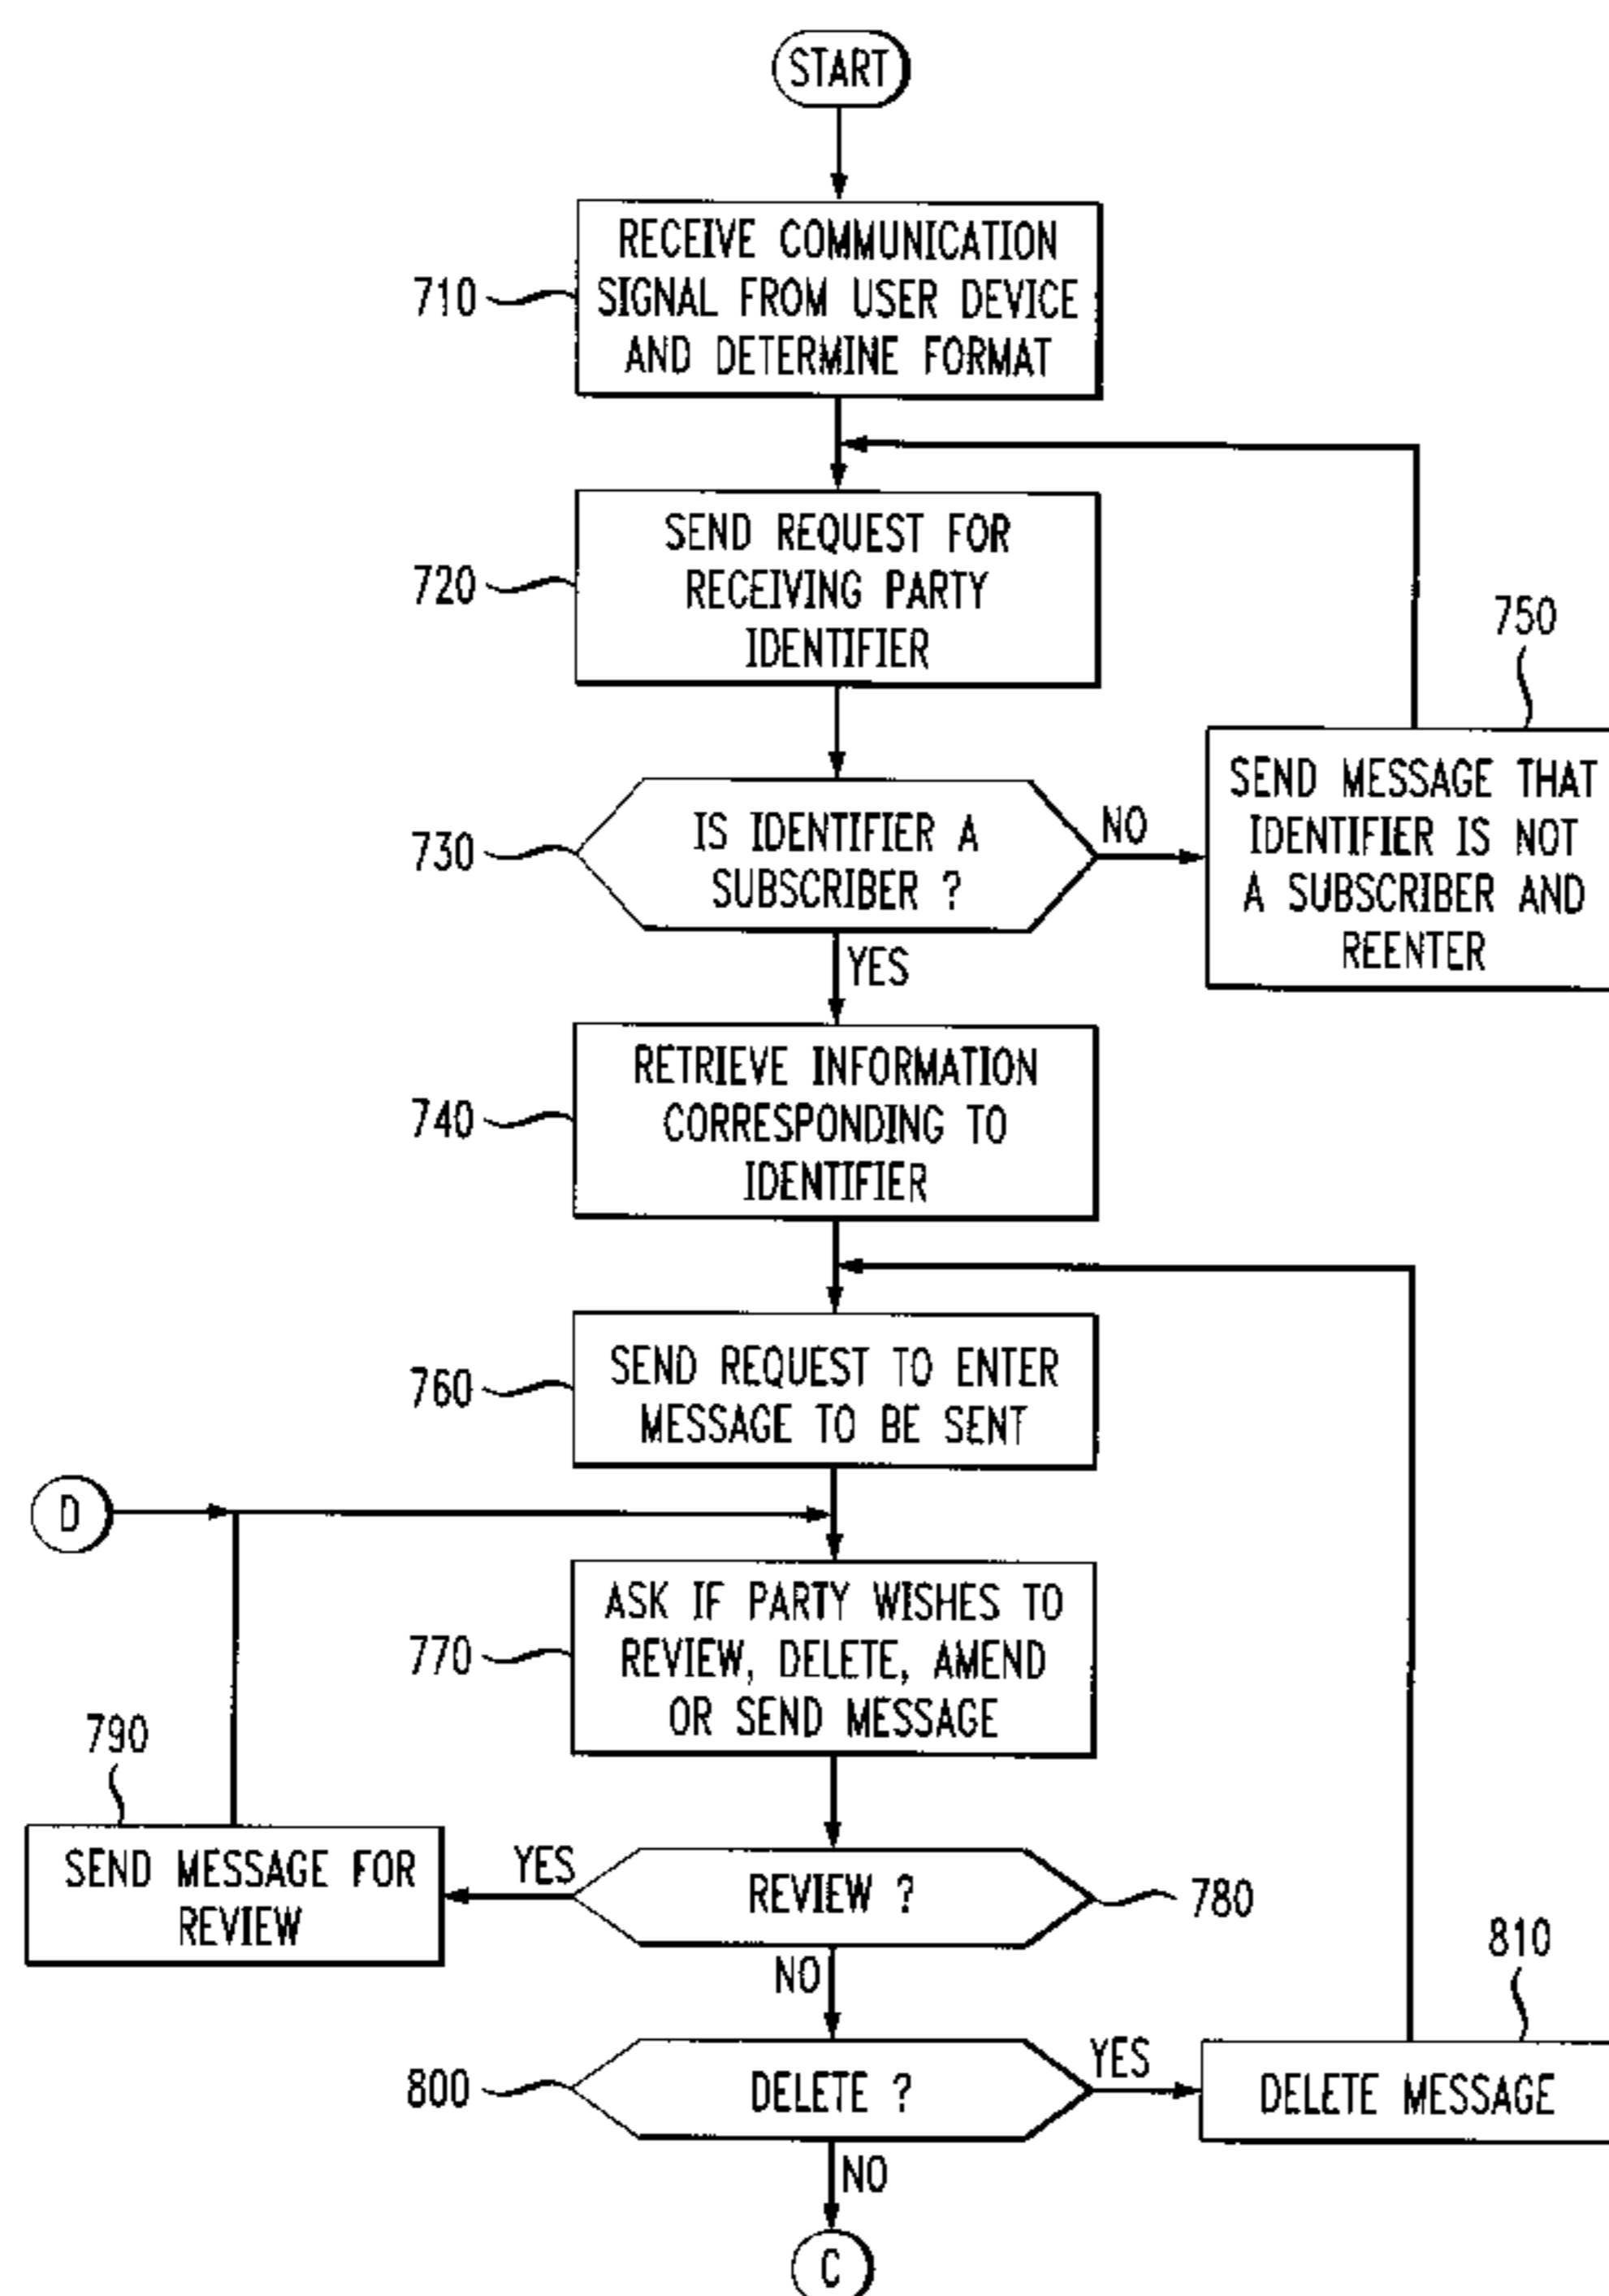 START
RECEIVE COMMUNICATION
SIGNAL FROM USER DEVICE
AND DETERMINE FORMAT
710
SEND REQUEST FOR
RECEIVING PARTY
IDENTIFIER
720
750
SEND MESSAGE THAT
IDENTIFIER IS NOT
A SUBSCRIBER AND
REENTER
IS IDENTIFIER A
SUBSCRIBER ?
730
NO
YES
RETRIEVE INFORMATION
CORRESPONDING TO
IDENTIFIER
740
SEND REQUEST TO ENTER
MESSAGE TO BE SENT
760
D
ASK IF PARTY WISHES TO
REVIEW, DELETE, AMEND
OR SEND MESSAGE
770
790
SEND MESSAGE FOR
REVIEW
YES
REVIEW ?
780
NO
810
800
DELETE ?
YES
DELETE MESSAGE
NO
C